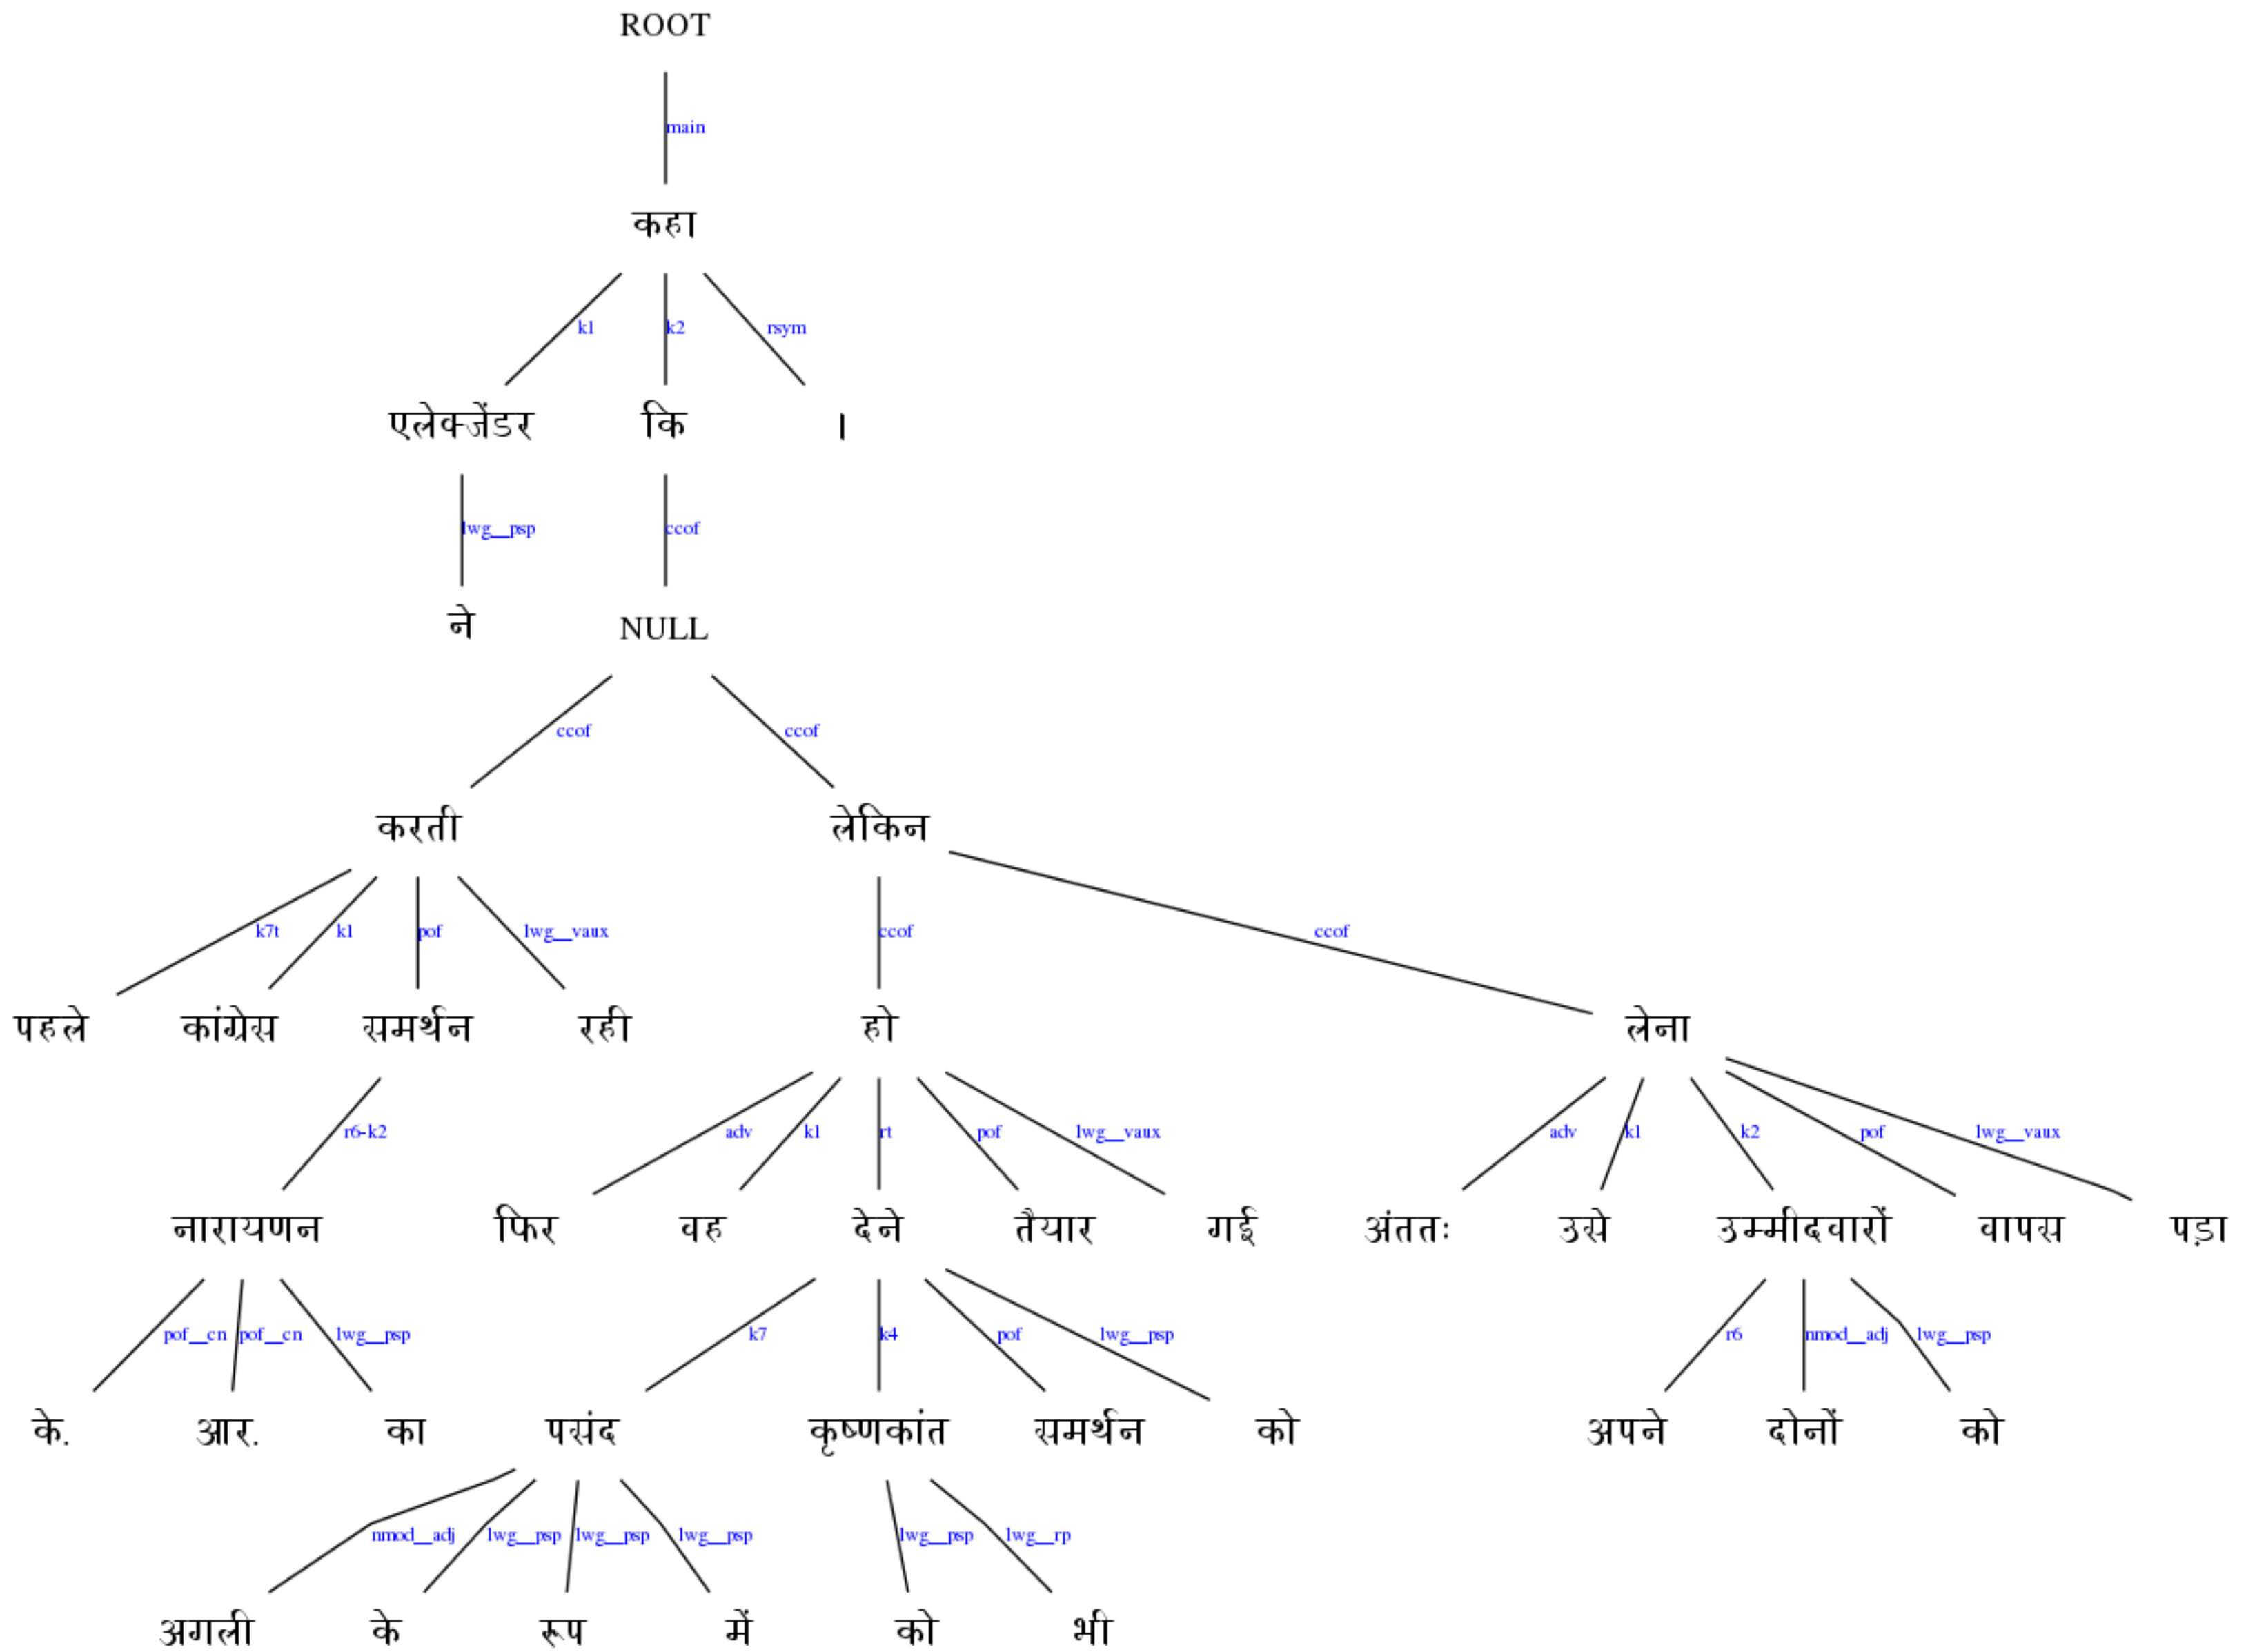 ROOT
main
कहा
k1 k2 rsym
एलेक्जेंडर कि ।
lwg__psp ccof
ने NULL
ccof ccof
करती लेकिन
k7t k1 pof lwg__vaux ccof ccof
पहले कांग्रेस समर्थन रही हो लेना
r6-k2 adv k1 rt pof lwg__vaux adv k1 k2 pof lwg__vaux
नारायणन फिर वह देने तैयार गई अंततः उसे उम्मीदवारों वापस पड़ा
pof__cn pof__cn lwg__psp k7 k4 pof lwg__psp r6 nmod__adj lwg__psp
के. आर. का पसंद कृष्णकांत समर्थन को अपने दोनों को
nmod__adj lwg__psp lwg__psp lwg__psp lwg__psp lwg__rp
अगली के रूप में को भी